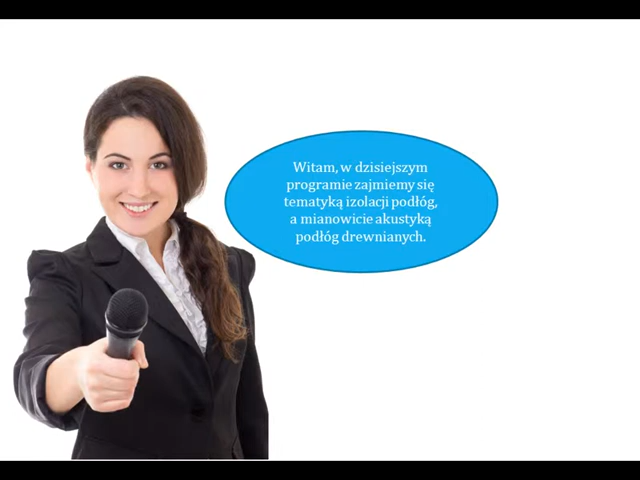 Witam, w dzisiejszym
programie zajmiemy się
tematyką izolacji podłóg,
a mianowicie akustyką
podłóg drewnianych.